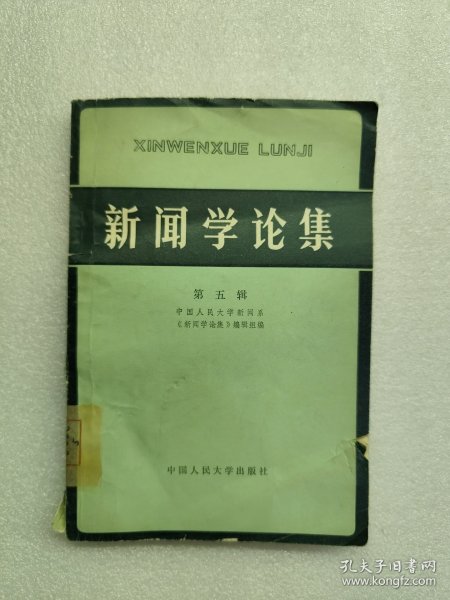 XINWENXUE LUNJI
新闻学论集
第五辑
中国人民大学新闻系
《新闻学论集》编辑组编
中国人民大学出版社
孔夫子旧书网
www.kongfz.com